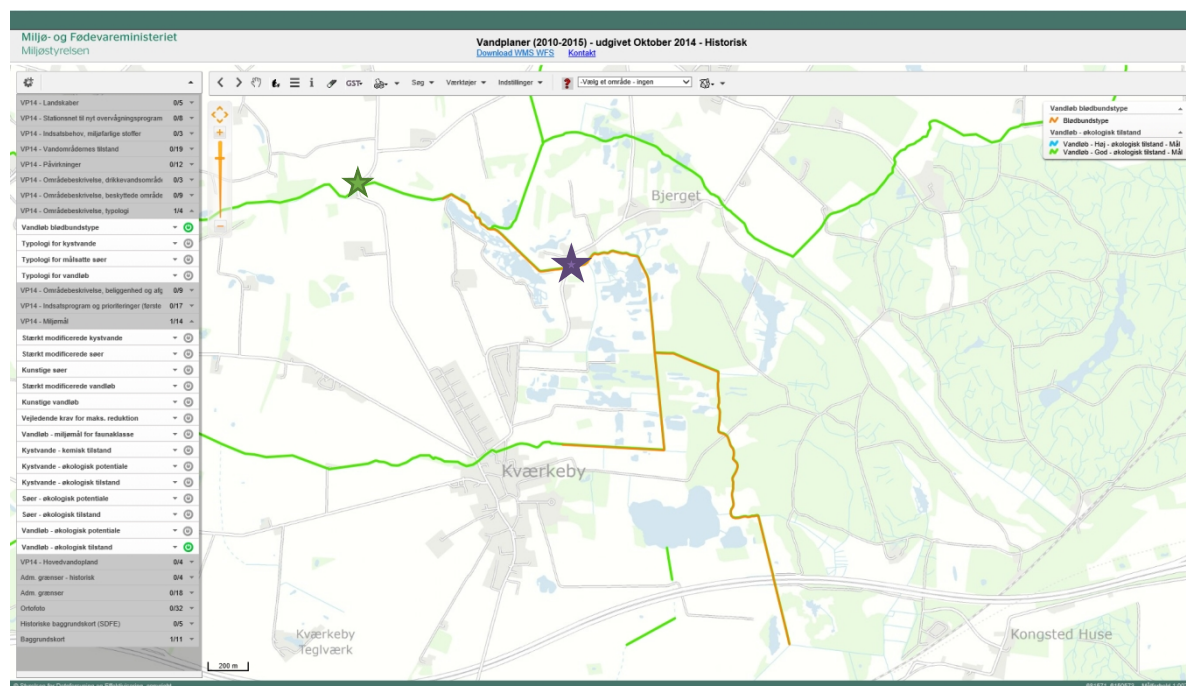 Miljø- og Fødevareministeriet
Miljøstyrelsen
Vandplaner (2010-2015) - udgivet Oktober 2014 - Historisk
Download WMS WFS Kontakt
GST
Søg
Værktøjer
Indstillinger
-Vælg et område - ingen
VP14 - Landskaber 0/5
VP14 - Stationsnet til nyt overvågningsprogram 0/8
VP14 - Indsatsbehov, miljøfarlige stoffer 0/3
VP14 - Vandområdernes tilstand 0/19
VP14 - Påvirkninger 0/12
VP14 - Områdebeskrivelse, drikkevandsområde 0/3
VP14 - Områdebeskrivelse, beskyttede område 0/9
VP14 - Områdebeskrivelse, typologi 1/4
Vandløb blødbundstype
Typologi for kystvande
Typologi for målsatte søer
Typologi for vandløb
VP14 - Områdebeskrivelse, beliggenhed og afg 0/9
VP14 - Indsatsprogram og prioriteringer (første 0/17
VP14 - Miljømål 1/14
Stærkt modificerede kystvande
Stærkt modificerede søer
Kunstige søer
Stærkt modificerede vandløb
Kunstige vandløb
Vejledende krav for maks. reduktion
Vandløb - miljømål for faunaklasse
Kystvande - kemisk tilstand
Kystvande - økologisk potentiale
Kystvande - økologisk tilstand
Søer - økologisk potentiale
Søer - økologisk tilstand
Vandløb - økologisk potentiale
Vandløb - økologisk tilstand
VP14 - Hovedvandopland 0/4
Adm. grænser - historisk 0/4
Adm. grænser 0/18
Ortofoto 0/32
Historiske baggrundskort (SDFE) 0/5
Baggrundskort 1/11
Vandløb blødbundstype
Blødbundstype
Vandløb - økologisk tilstand
Vandløb - Høj - økologisk tilstand - Mål
Vandløb - God - økologisk tilstand - Mål
Bjerget
Kværkeby
Kværkeby
Teglværk
Kongsted Huse
200 m